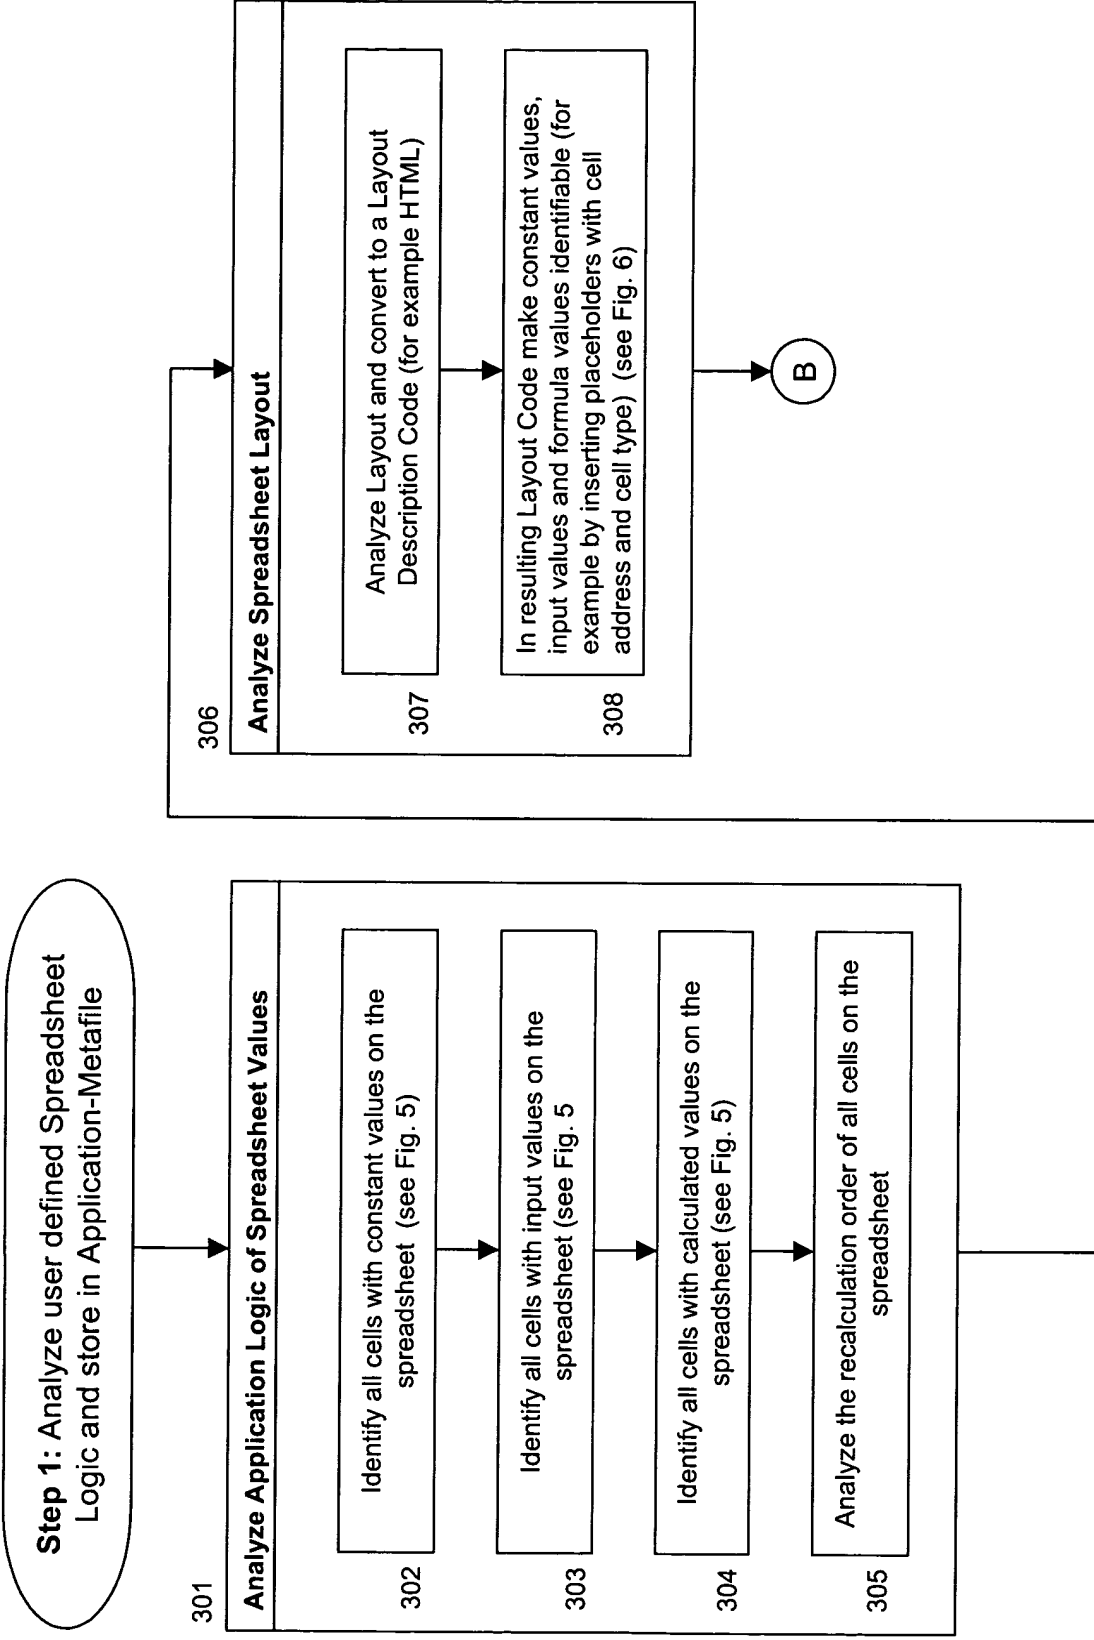 Step 1: Analyze user defined Spreadsheet
Logic and store in Application-Metafile
301
Analyze Application Logic of Spreadsheet Values
302
Identify all cells with constant values on the
spreadsheet (see Fig. 5)
303
Identify all cells with input values on the
spreadsheet (see Fig. 5
304
Identify all cells with calculated values on the
spreadsheet (see Fig. 5)
305
Analyze the recalculation order of all cells on the
spreadsheet
306
Analyze Spreadsheet Layout
307
Analyze Layout and convert to a Layout
Description Code (for example HTML)
308
In resulting Layout Code make constant values,
input values and formula values identifiable (for
example by inserting placeholders with cell
address and cell type) (see Fig. 6)
B